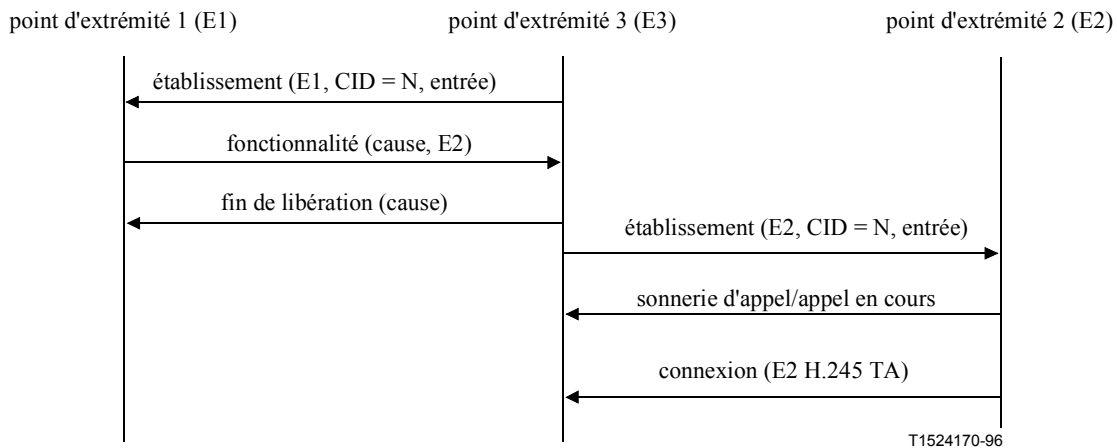 point d'extrémité 1 (E1)
point d'extrémité 3 (E3)
point d'extrémité 2 (E2)
établissement (E1, CID = N, entrée)
fonctionnalité (cause, E2)
fin de libération (cause)
établissement (E2, CID = N, entrée)
sonnerie d'appel/appel en cours
connexion (E2 H.245 TA)
T1524170-96